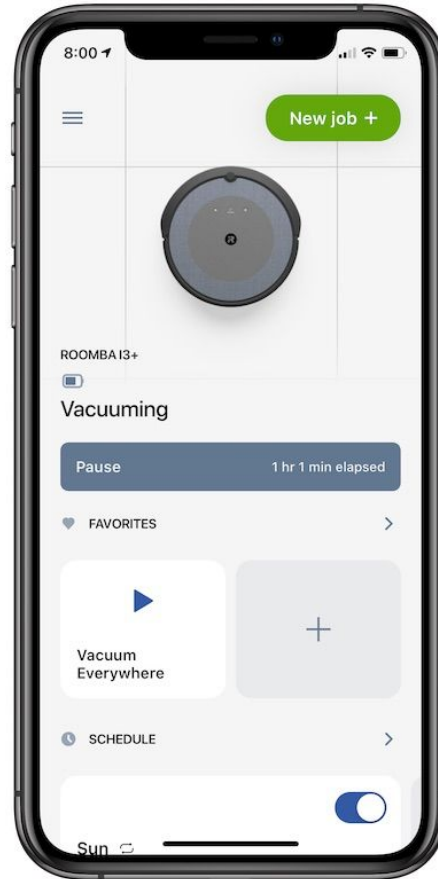 8:00
New job +
ROOMBA I3+
Vacuuming
Pause
1 hr 1 min elapsed
FAVORITES
Vacuum
Everywhere
SCHEDULE
Sun